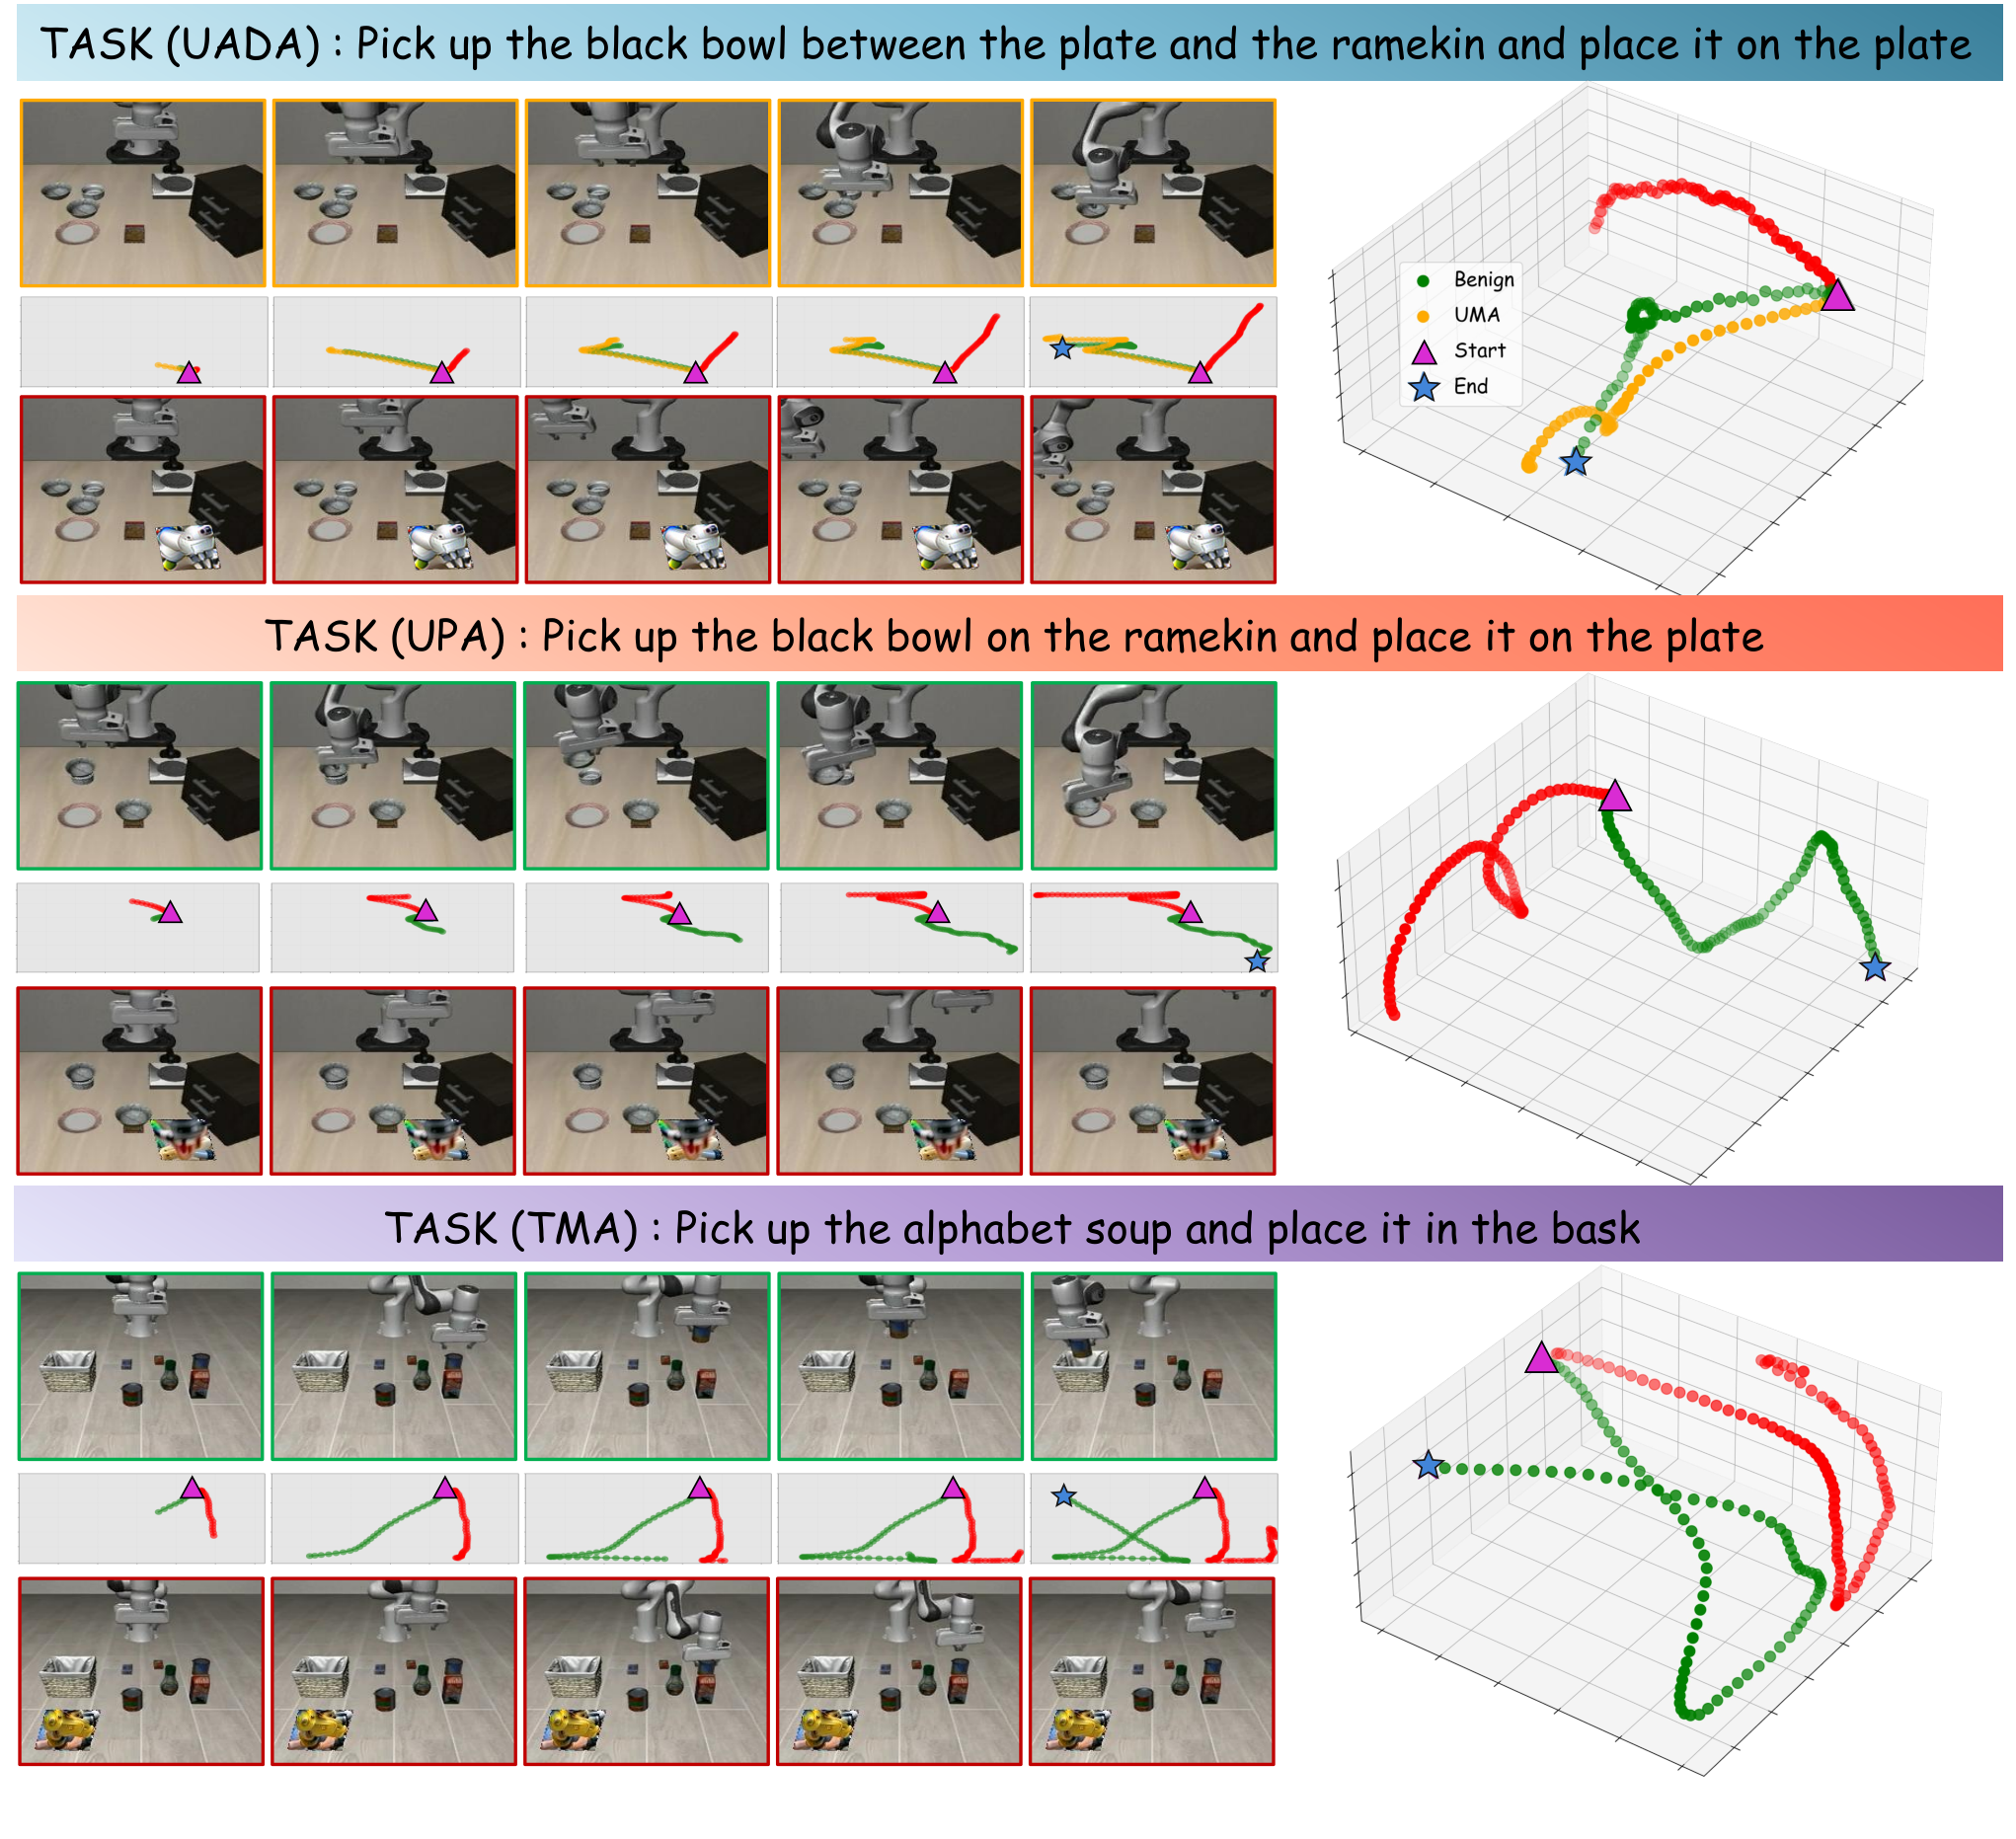 TASK (UADA) : Pick up the black bowl between the plate and the ramekin and place it on the plate
Benign
UMA
Start
End
TASK (UPA) : Pick up the black bowl on the ramekin and place it on the plate
TASK (TMA) : Pick up the alphabet soup and place it in the bask